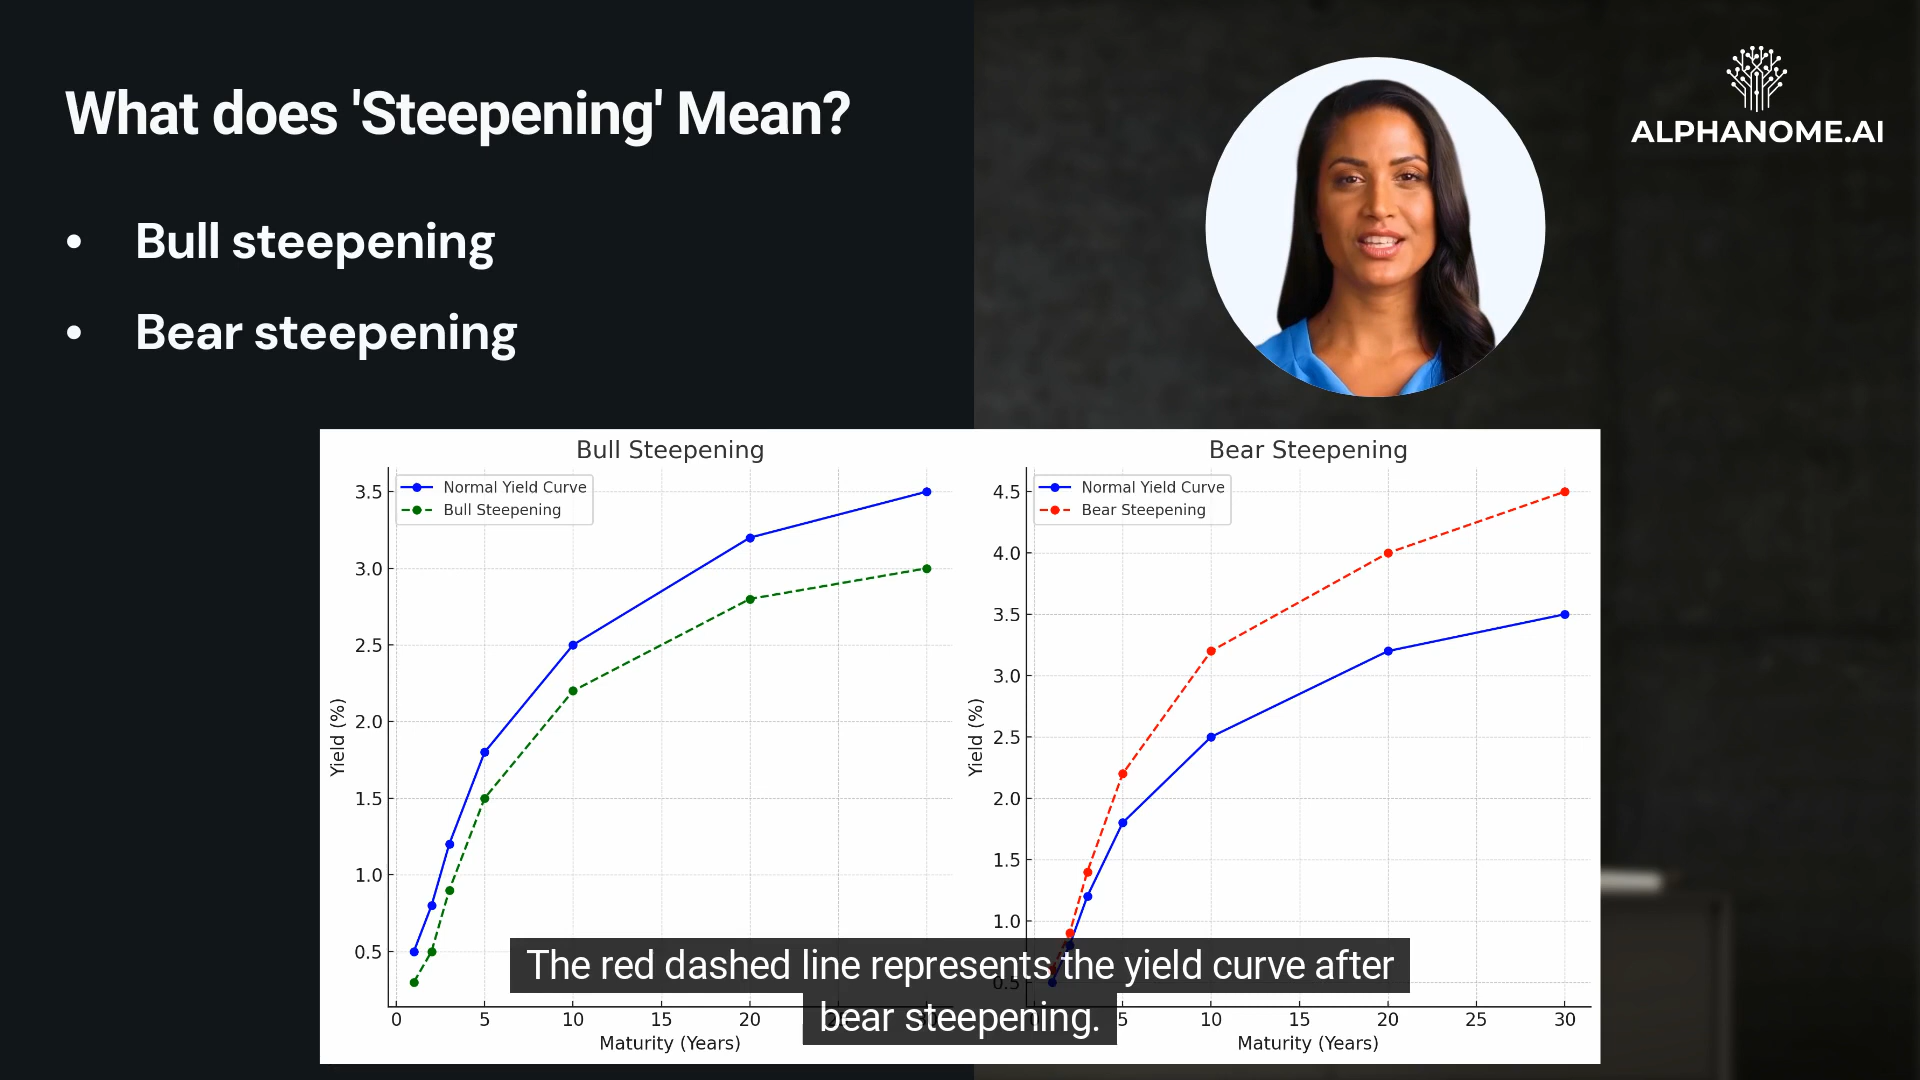 What does 'Steepening' Mean?
ALPHANOME.AI
• Bull steepening
• Bear steepening
Bull Steepening
Normal Yield Curve
Bull Steepening
3.5
3.0
2.5
2.0
1.5
1.0
0.5
Yield (%)
0 5 10 15 20
Maturity (Years)
Bear Steepening
Normal Yield Curve
Bear Steepening
4.5
4.0
3.5
3.0
2.5
2.0
1.5
1.0
0.5
Yield (%)
5 10 15 20 25 30
Maturity (Years)
The red dashed line represents the yield curve after
bear steepening.